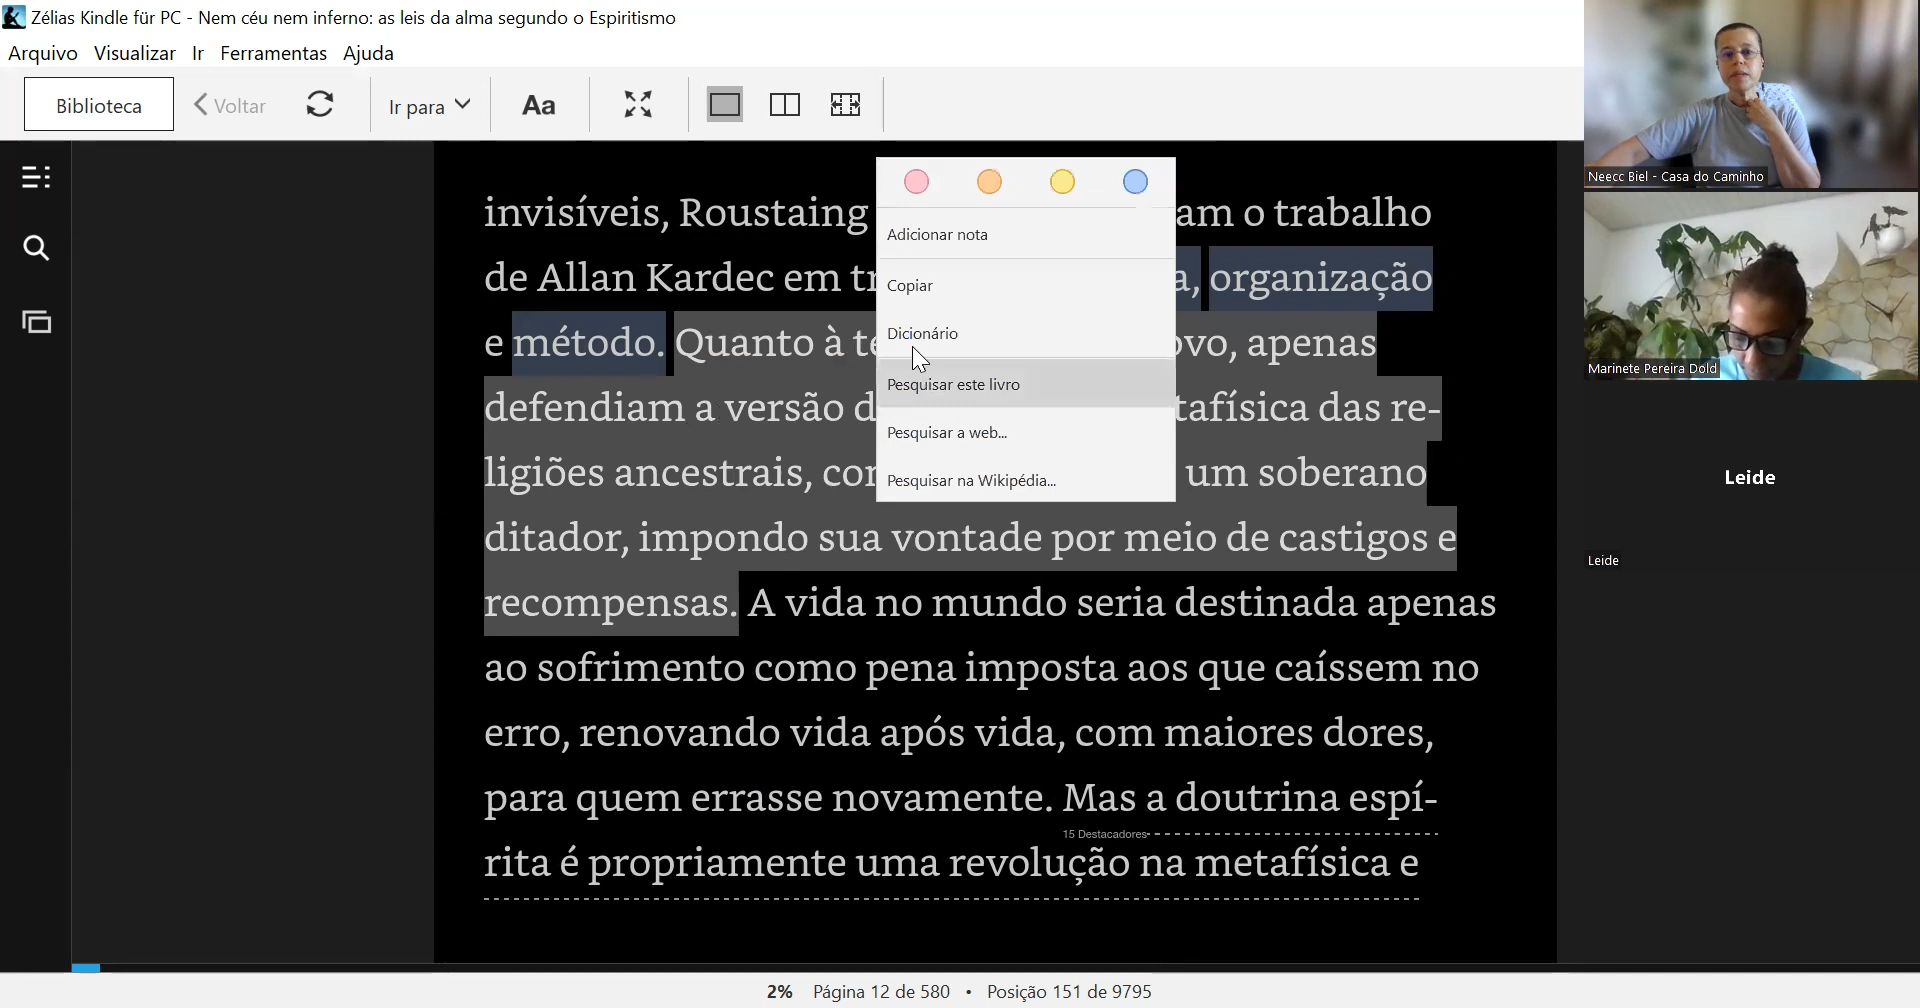 Zélias Kindle für PC - Nem céu nem inferno: as leis da alma segundo o Espiritismo
Arquivo Visualizar Ir Ferramentas Ajuda
Biblioteca Voltar Ir para Aa
invisíveis, Roustaing am o trabalho
de Allan Kardec em tr a, organização
e método. Quanto à te ovo, apenas
defendiam a versão d tafísica das re-
ligiões ancestrais, con um soberano
ditador, impondo sua vontade por meio de castigos e
recompensas. A vida no mundo seria destinada apenas
ao sofrimento como pena imposta aos que caíssem no
erro, renovando vida após vida, com maiores dores,
para quem errasse novamente. Mas a doutrina espí-
15 Destacadores
rita é propriamente uma revolução na metafísica e
Adicionar nota
Copiar
Dicionário
Pesquisar este livro
Pesquisar a web...
Pesquisar na Wikipédia...
Neecc Biel - Casa do Caminho
Marinete Pereira Dold
Leide
Leide
2% Página 12 de 580 • Posição 151 de 9795